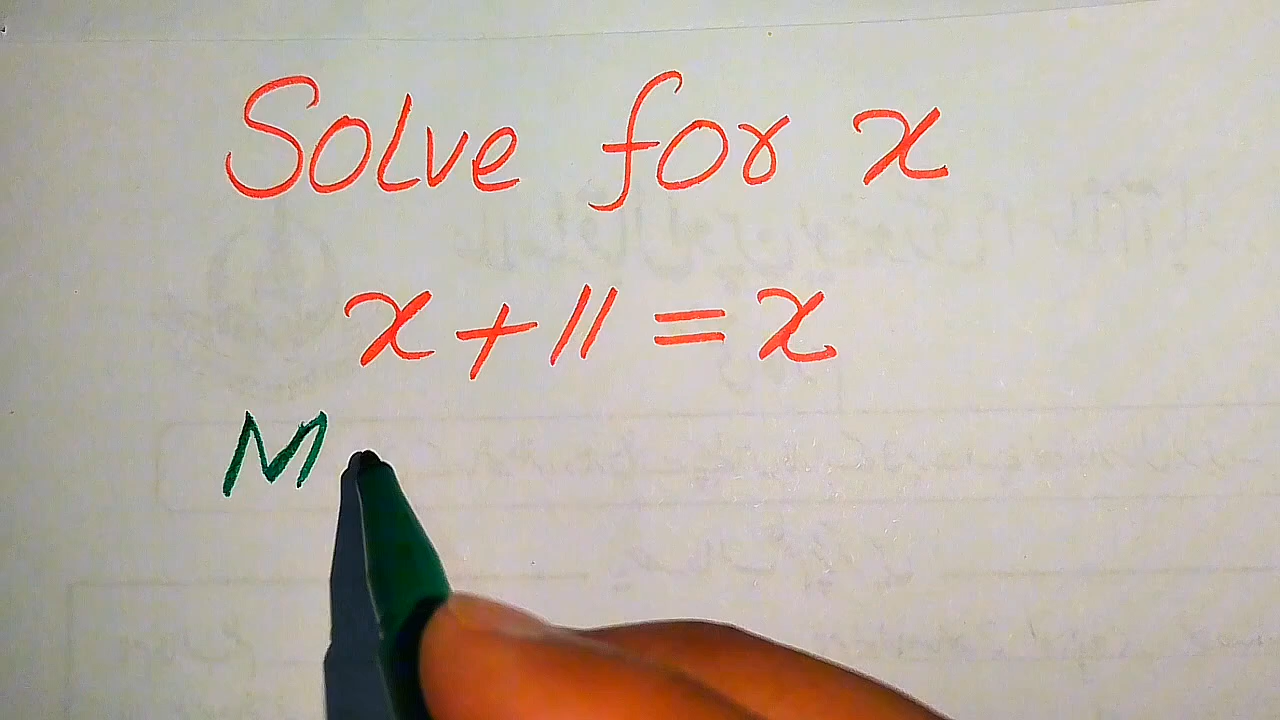 Solve for x
x + 11 = x
M